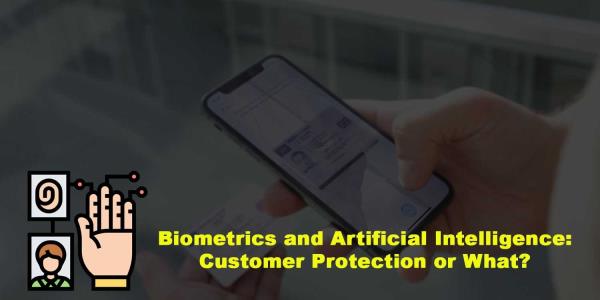 Biometrics and Artificial Intelligence:
Customer Protection or What?